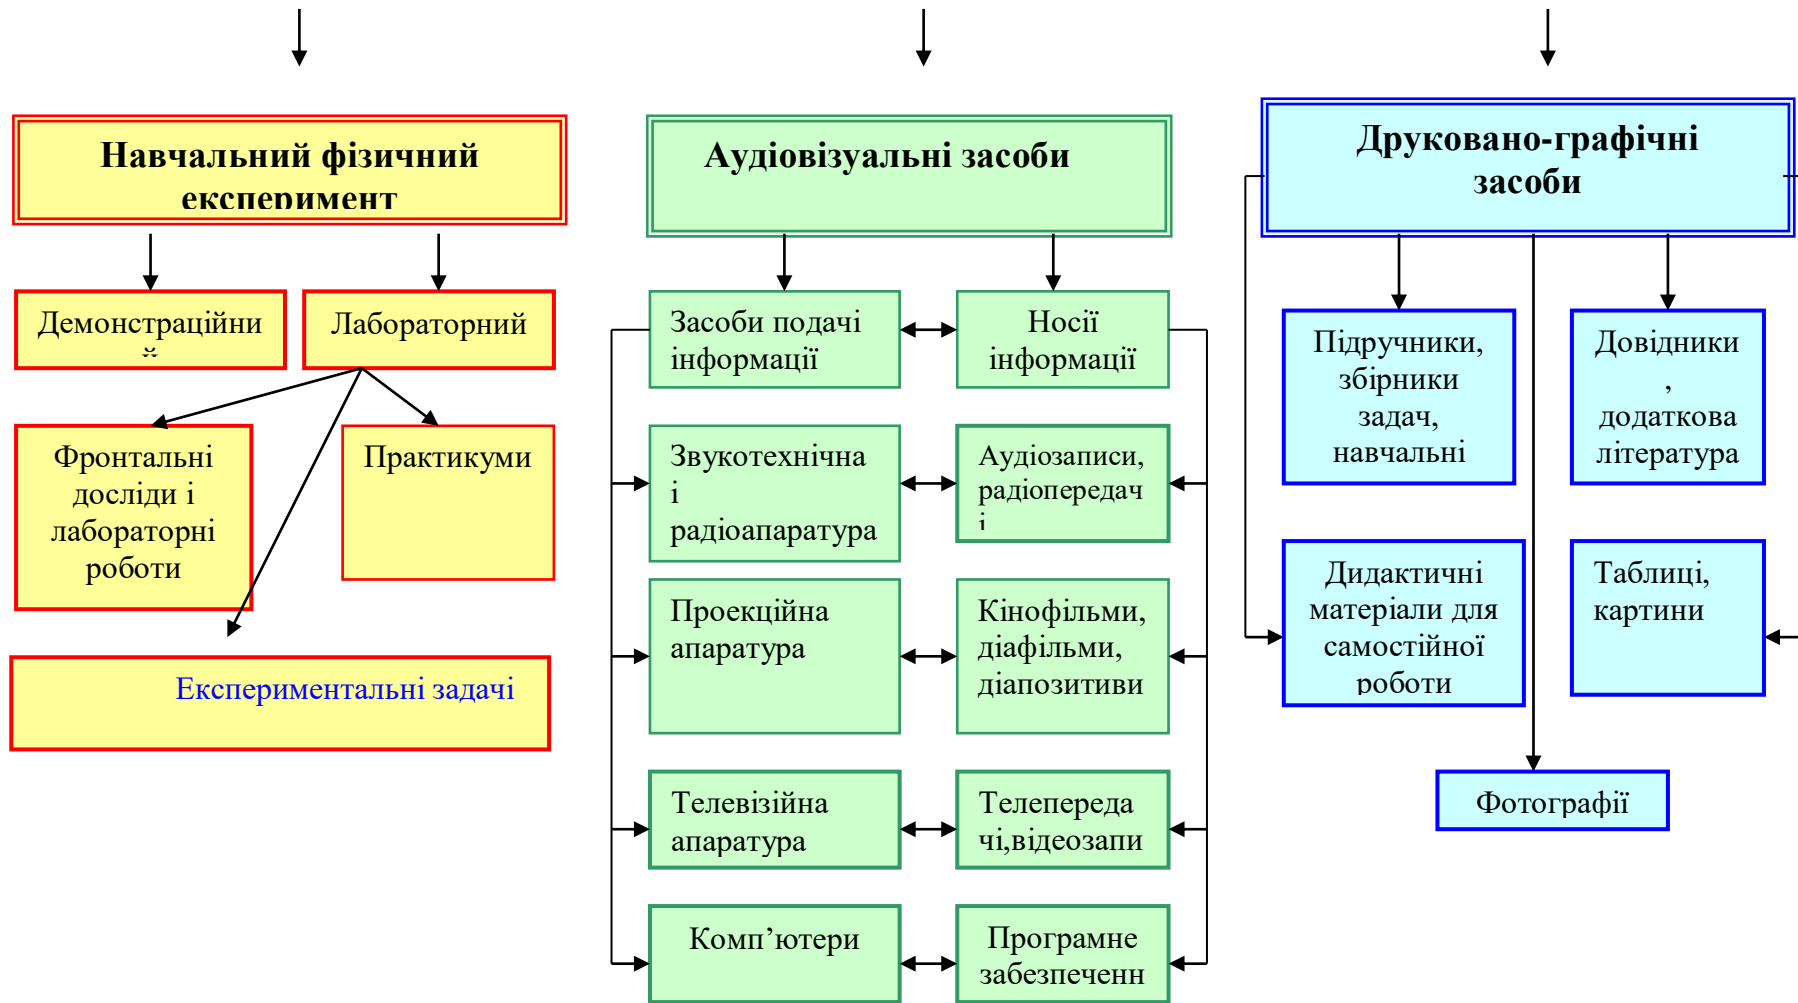 Навчальний фізичний
експеримент
Демонстраційни
й
Лабораторний
Фронтальні
досліди і
лабораторні
роботи
Практикуми
Експериментальні задачі
Аудіовізуальні засоби
Засоби подачі
інформації
Носії
інформації
Звукотехнічна
і
радіоапаратура
Аудіозаписи,
радіопередач
і
Проекційна
апаратура
Кінофільми,
діафільми,
діапозитиви
Телевізійна
апаратура
Телепереда
чі,відеозапи
Комп’ютери
Програмне
забезпеченн
Друковано-графічні
засоби
Підручники,
збірники
задач,
навчальні
Довідники
,
додаткова
література
Дидактичні
матеріали для
самостійної
роботи
Таблиці,
картини
Фотографії